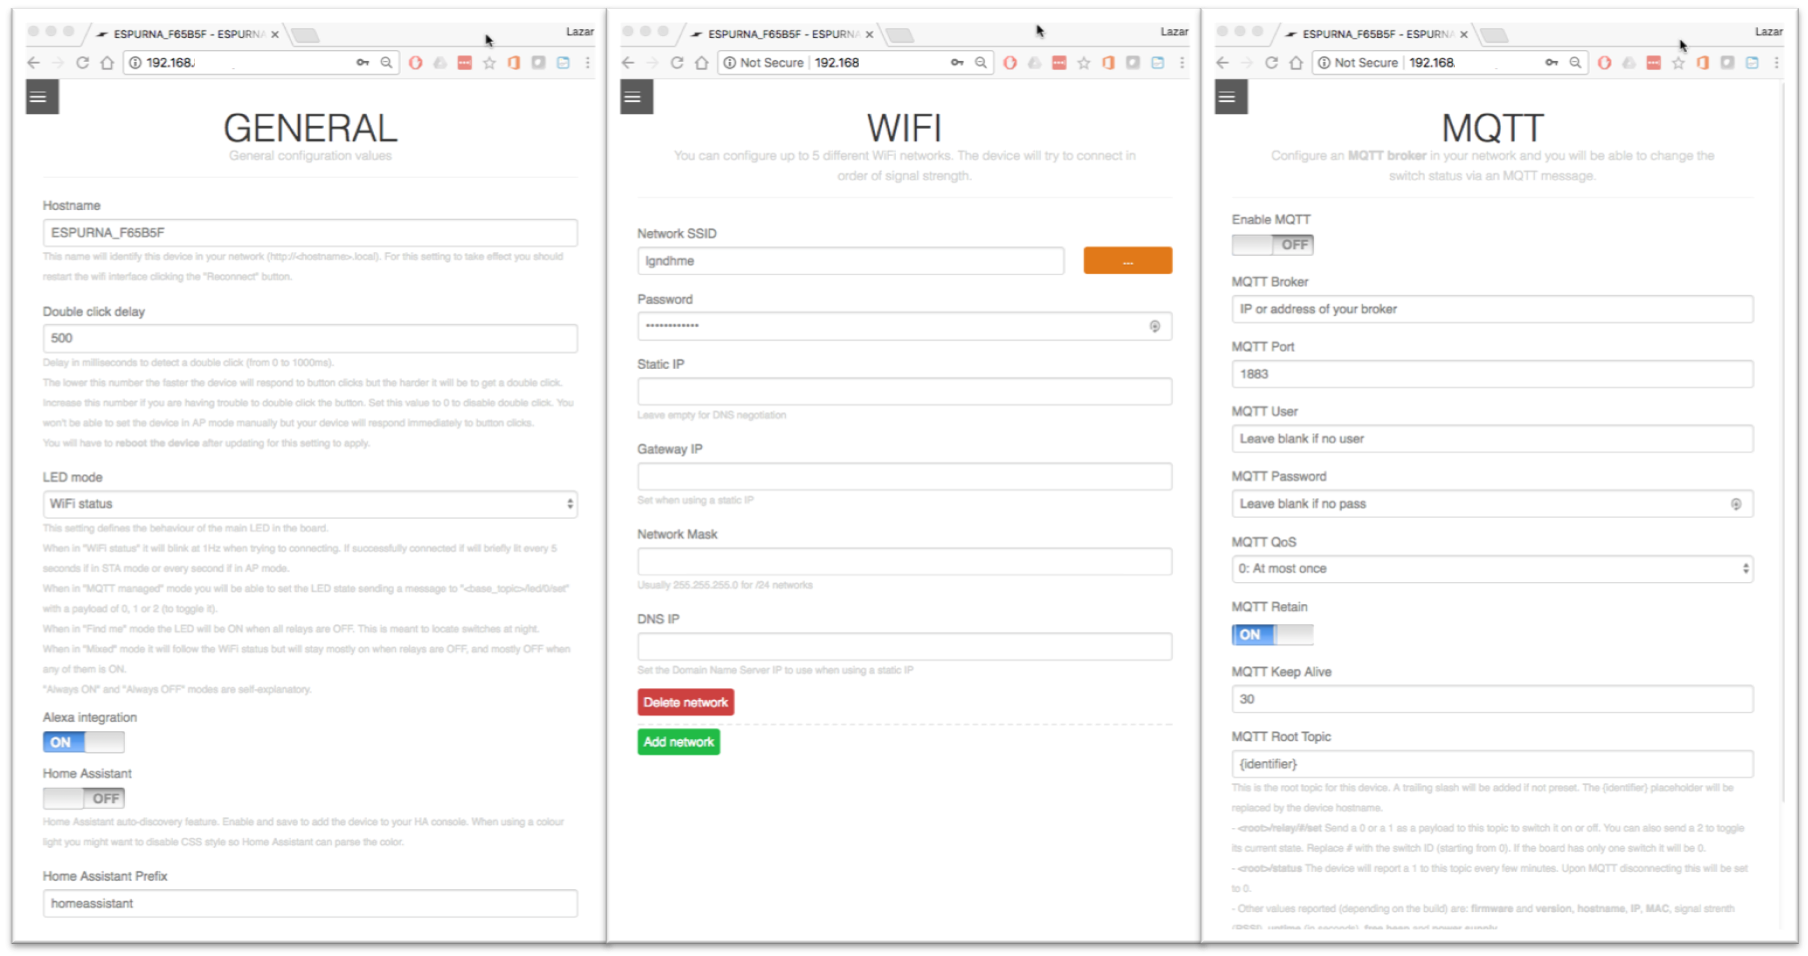 ESPURNA_F65B5F - ESPURNA
Lazar
192.168.
GENERAL
General configuration values
Hostname
ESPURNA_F65B5F
This name will identify this device in your network (http://<hostname>.local). For this setting to take effect you should
restart the wifi interface clicking the "Reconnect" button.
Double click delay
500
Delay in milliseconds to detect a double click (from 0 to 1000ms).
The lower this number the faster the device will respond to button clicks but the harder it will be to get a double click.
Increase this number if you are having trouble to double click the button. Set this value to 0 to disable double click. You
won't be able to set the device in AP mode manually but your device will respond immediately to button clicks.
You will have to reboot the device after updating for this setting to apply.
LED mode
WiFi status
This setting defines the behaviour of the main LED in the board.
When in "WiFi status" it will blink at 1Hz when trying to connecting. If successfully connected if will briefly lit every 5
seconds if in STA mode or every second if in AP mode.
When in "MQTT managed" mode you will be able to set the LED state sending a message to "<base_topic>/led/0/set"
with a payload of 0, 1 or 2 (to toggle it).
When in "Find me" mode the LED will be ON when all relays are OFF. This is meant to locate switches at night.
When in "Mixed" mode it will follow the WiFi status but will stay mostly on when relays are OFF, and mostly OFF when
any of them is ON.
"Always ON" and "Always OFF" modes are self-explanatory.
Alexa integration
ON
Home Assistant
OFF
Home Assistant auto-discovery feature. Enable and save to add the device to your HA console. When using a colour
light you might want to disable CSS style so Home Assistant can parse the color.
Home Assistant Prefix
homeassistant
ESPURNA_F65B5F - ESPURNA
Lazar
Not Secure
192.168
WIFI
You can configure up to 5 different WiFi networks. The device will try to connect in
order of signal strength.
Network SSID
lgndhme
...
Password
••••••••••••
Static IP
Leave empty for DNS negotiation
Gateway IP
Set when using a static IP
Network Mask
Usually 255.255.255.0 for /24 networks
DNS IP
Set the Domain Name Server IP to use when using a static IP
Delete network
Add network
ESPURNA_F65B5F - ESPURNA
Lazar
Not Secure
192.168.
MQTT
Configure an MQTT broker in your network and you will be able to change the
switch status via an MQTT message.
Enable MQTT
OFF
MQTT Broker
IP or address of your broker
MQTT Port
1883
MQTT User
Leave blank if no user
MQTT Password
Leave blank if no pass
MQTT QoS
0: At most once
MQTT Retain
ON
MQTT Keep Alive
30
MQTT Root Topic
{identifier}
This is the root topic for this device. A trailing slash will be added if not preset. The {identifier} placeholder will be
replaced by the device hostname.
- <root>/relay/#/set Send a 0 or a 1 as a payload to this topic to switch it on or off. You can also send a 2 to toggle
its current state. Replace # with the switch ID (starting from 0). If the board has only one switch it will be 0.
- <root>/status The device will report a 1 to this topic every few minutes. Upon MQTT disconnecting this will be set
to 0.
- Other values reported (depending on the build) are: firmware and version, hostname, IP, MAC, signal strenth
(RSSI), uptime (in seconds), free heap and power supply.